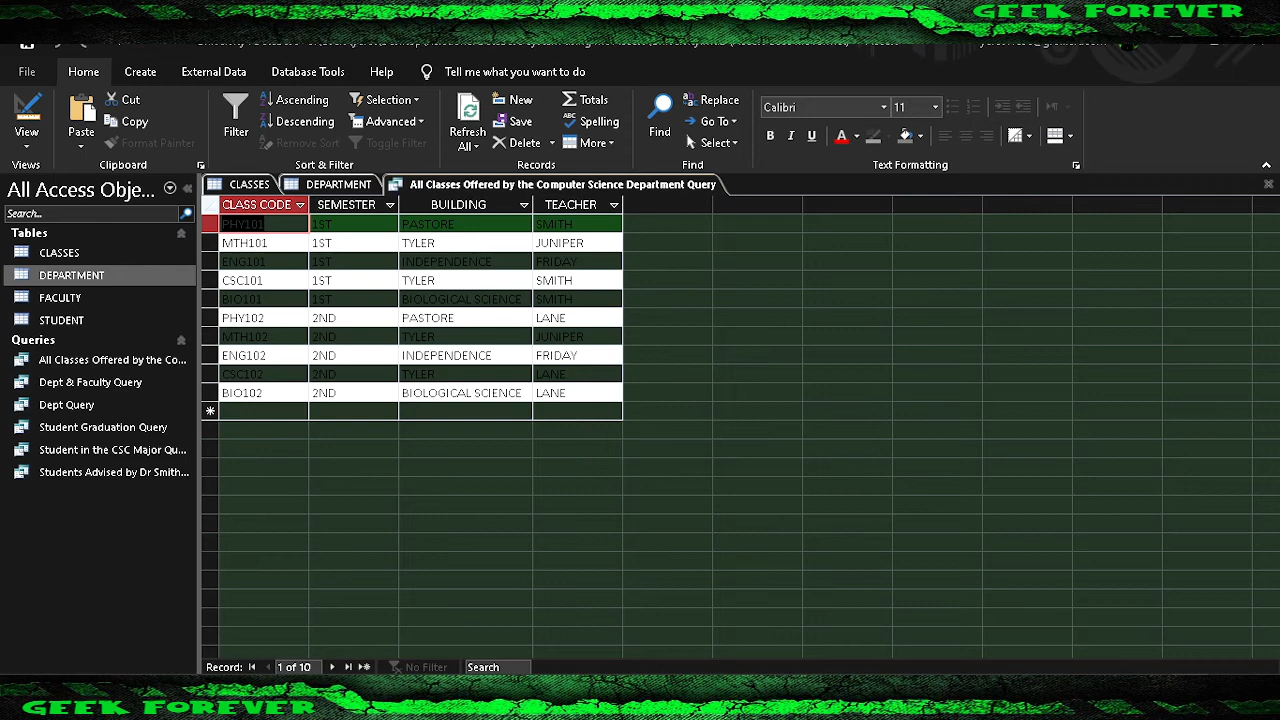 GEEK FOREVER
File Home Create External Data Database Tools Help Tell me what you want to do
View Paste Cut Copy Format Painter Filter Ascending Descending Remove Sort Selection Advanced Toggle Filter Refresh All New Save Delete Totals Spelling More Find Replace Go To Select Calibri 11 B I U A
Views Clipboard Sort & Filter Records Find Text Formatting
All Access Obje...
Search...
Tables
CLASSES
DEPARTMENT
FACULTY
STUDENT
Queries
All Classes Offered by the Co...
Dept & Faculty Query
Dept Query
Student Graduation Query
Student in the CSC Major Qu...
Students Advised by Dr Smith...
CLASSES DEPARTMENT All Classes Offered by the Computer Science Department Query
CLASS CODE SEMESTER BUILDING TEACHER
PHY101 1ST PASTORE SMITH
MTH101 1ST TYLER JUNIPER
ENG101 1ST INDEPENDENCE FRIDAY
CSC101 1ST TYLER SMITH
BIO101 1ST BIOLOGICAL SCIENCE SMITH
PHY102 2ND PASTORE LANE
MTH102 2ND TYLER JUNIPER
ENG102 2ND INDEPENDENCE FRIDAY
CSC102 2ND TYLER LANE
BIO102 2ND BIOLOGICAL SCIENCE LANE
Record: 1 of 10 No Filter Search
GEEK FOREVER